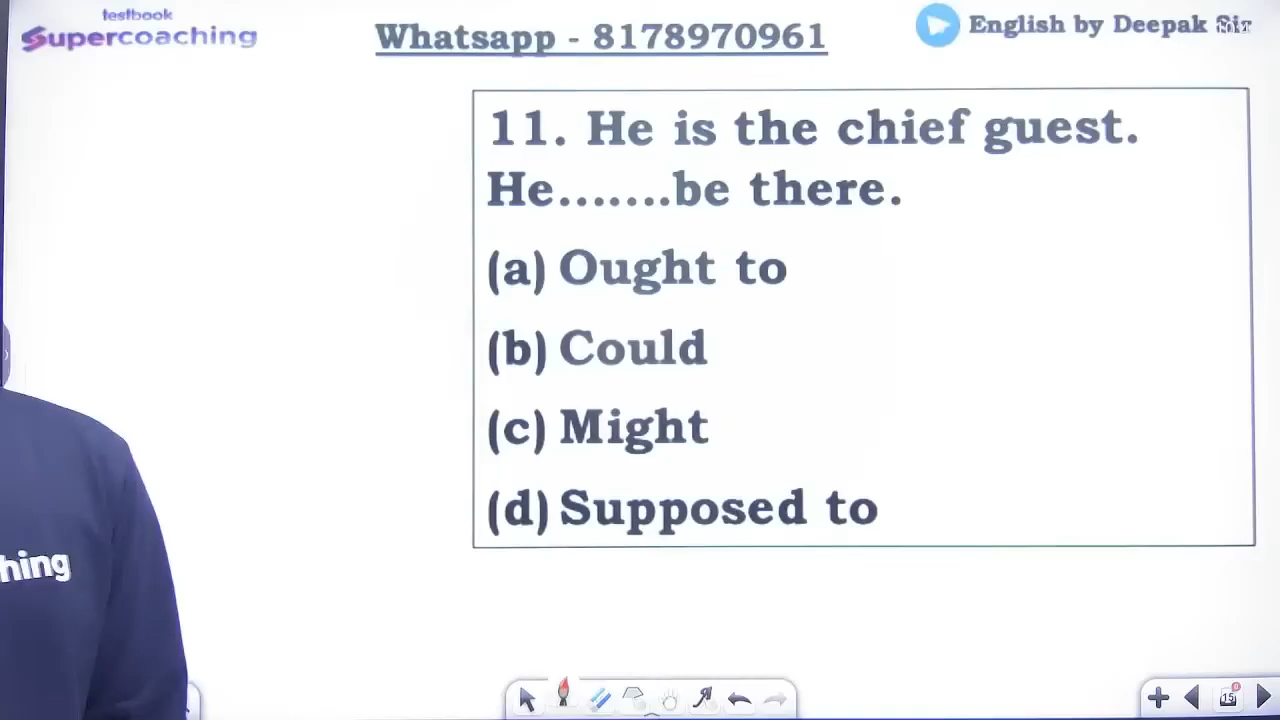 testbook
Supercoaching
Whatsapp - 8178970961
English by Deepak Sir
11. He is the chief guest.
He.......be there.
(a) Ought to
(b) Could
(c) Might
(d) Supposed to
hing
15